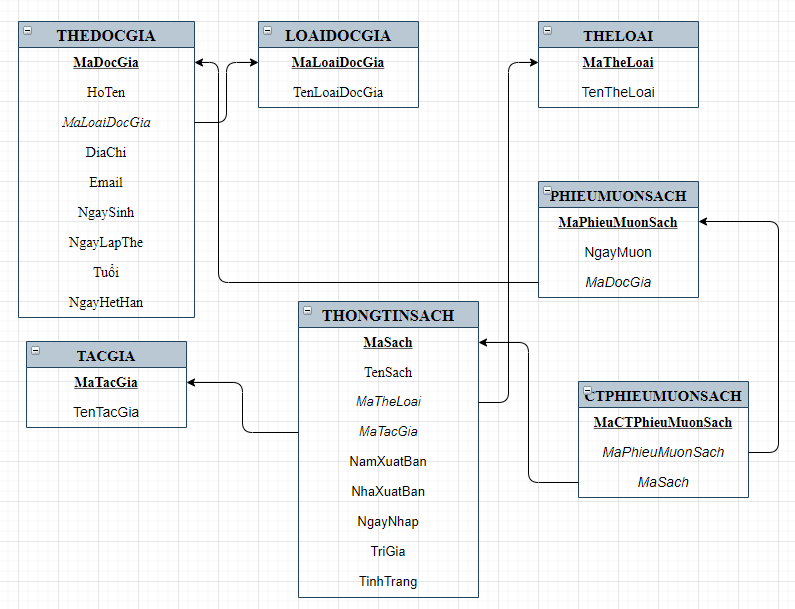 THEDOCGIA
MaDocGia
HoTen
MaLoaiDocGia
DiaChi
Email
NgaySinh
NgayLapThe
Tuổi
NgayHetHan
LOAIDOCGIA
MaLoaiDocGia
TenLoaiDocGia
THELOAI
MaTheLoai
TenTheLoai
PHIEUMUONSACH
MaPhieuMuonSach
NgayMuon
MaDocGia
TACGIA
MaTacGia
TenTacGia
THONGTINSACH
MaSach
TenSach
MaTheLoai
MaTacGia
NamXuatBan
NhaXuatBan
NgayNhap
TriGia
TinhTrang
CTPHIEUMUONSACH
MaCTPhieuMuonSach
MaPhieuMuonSach
MaSach